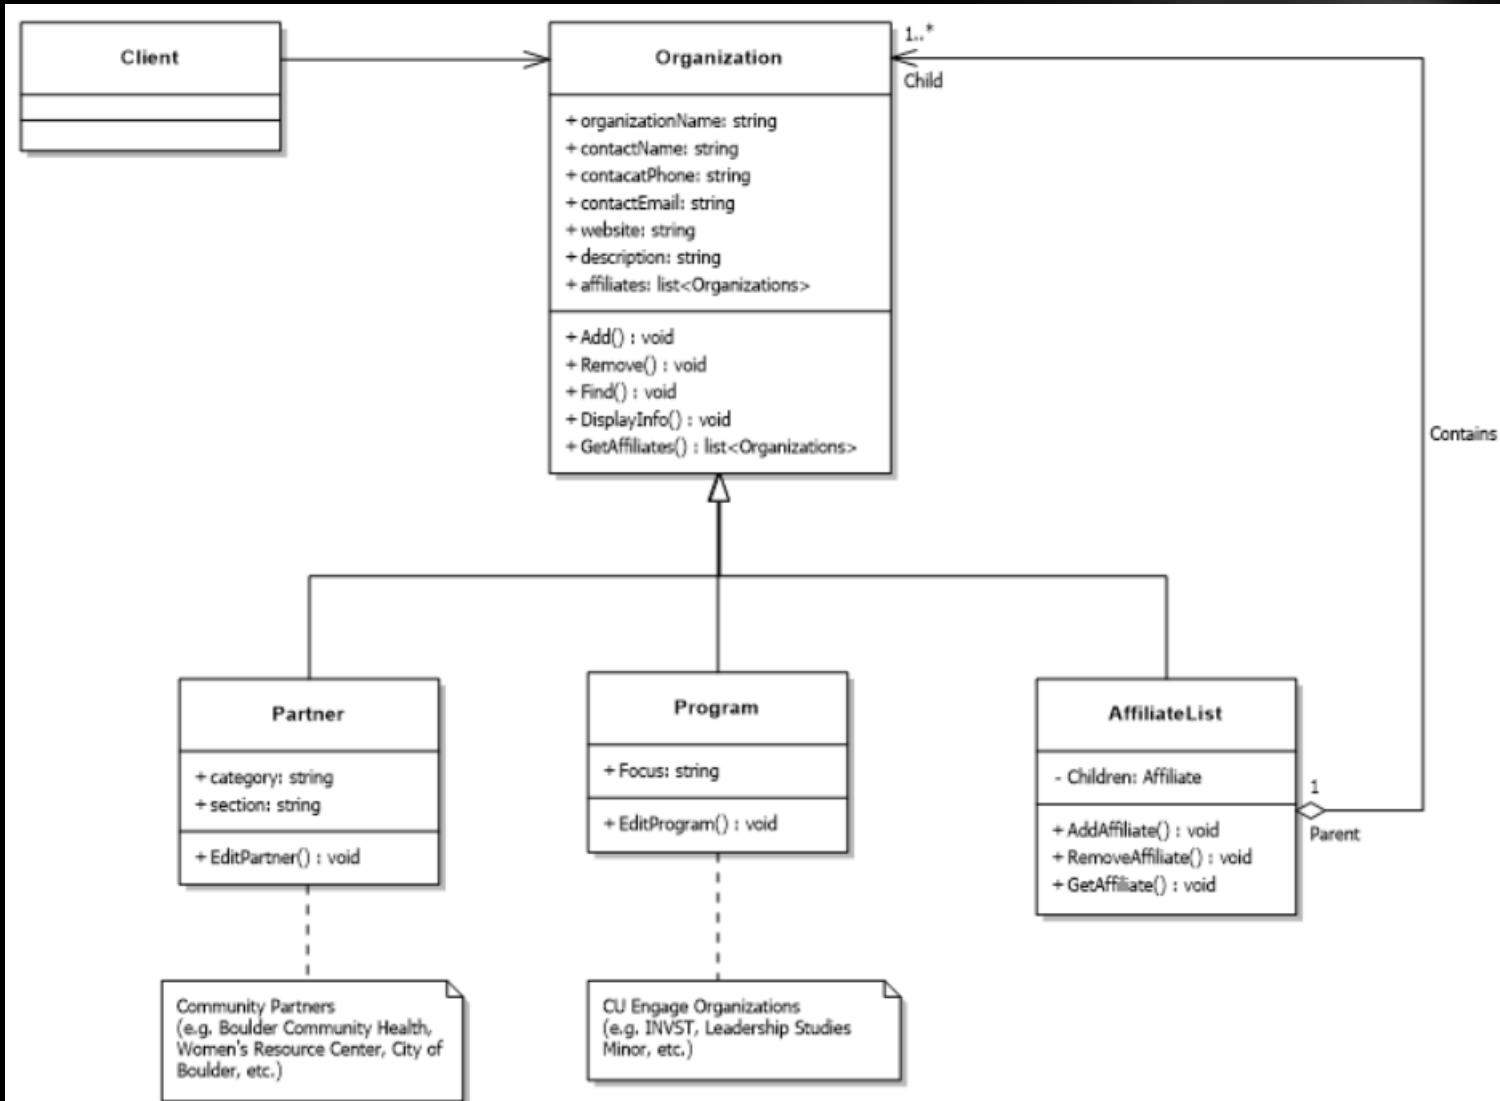 Client
Organization
+ organizationName: string
+ contactName: string
+ contacatPhone: string
+ contactEmail: string
+ website: string
+ description: string
+ affiliates: list<Organizations>
+ Add() : void
+ Remove() : void
+ Find() : void
+ DisplayInfo() : void
+ GetAffiliates() : list<Organizations>
1..*
Child
Contains
Partner
+ category: string
+ section: string
+ EditPartner() : void
Program
+ Focus: string
+ EditProgram() : void
AffiliateList
- Children: Affiliate
+ AddAffiliate() : void
+ RemoveAffiliate() : void
+ GetAffiliate() : void
1
Parent
Community Partners
(e.g. Boulder Community Health,
Women's Resource Center, City of
Boulder, etc.)
CU Engage Organizations
(e.g. INVST, Leadership Studies
Minor, etc.)